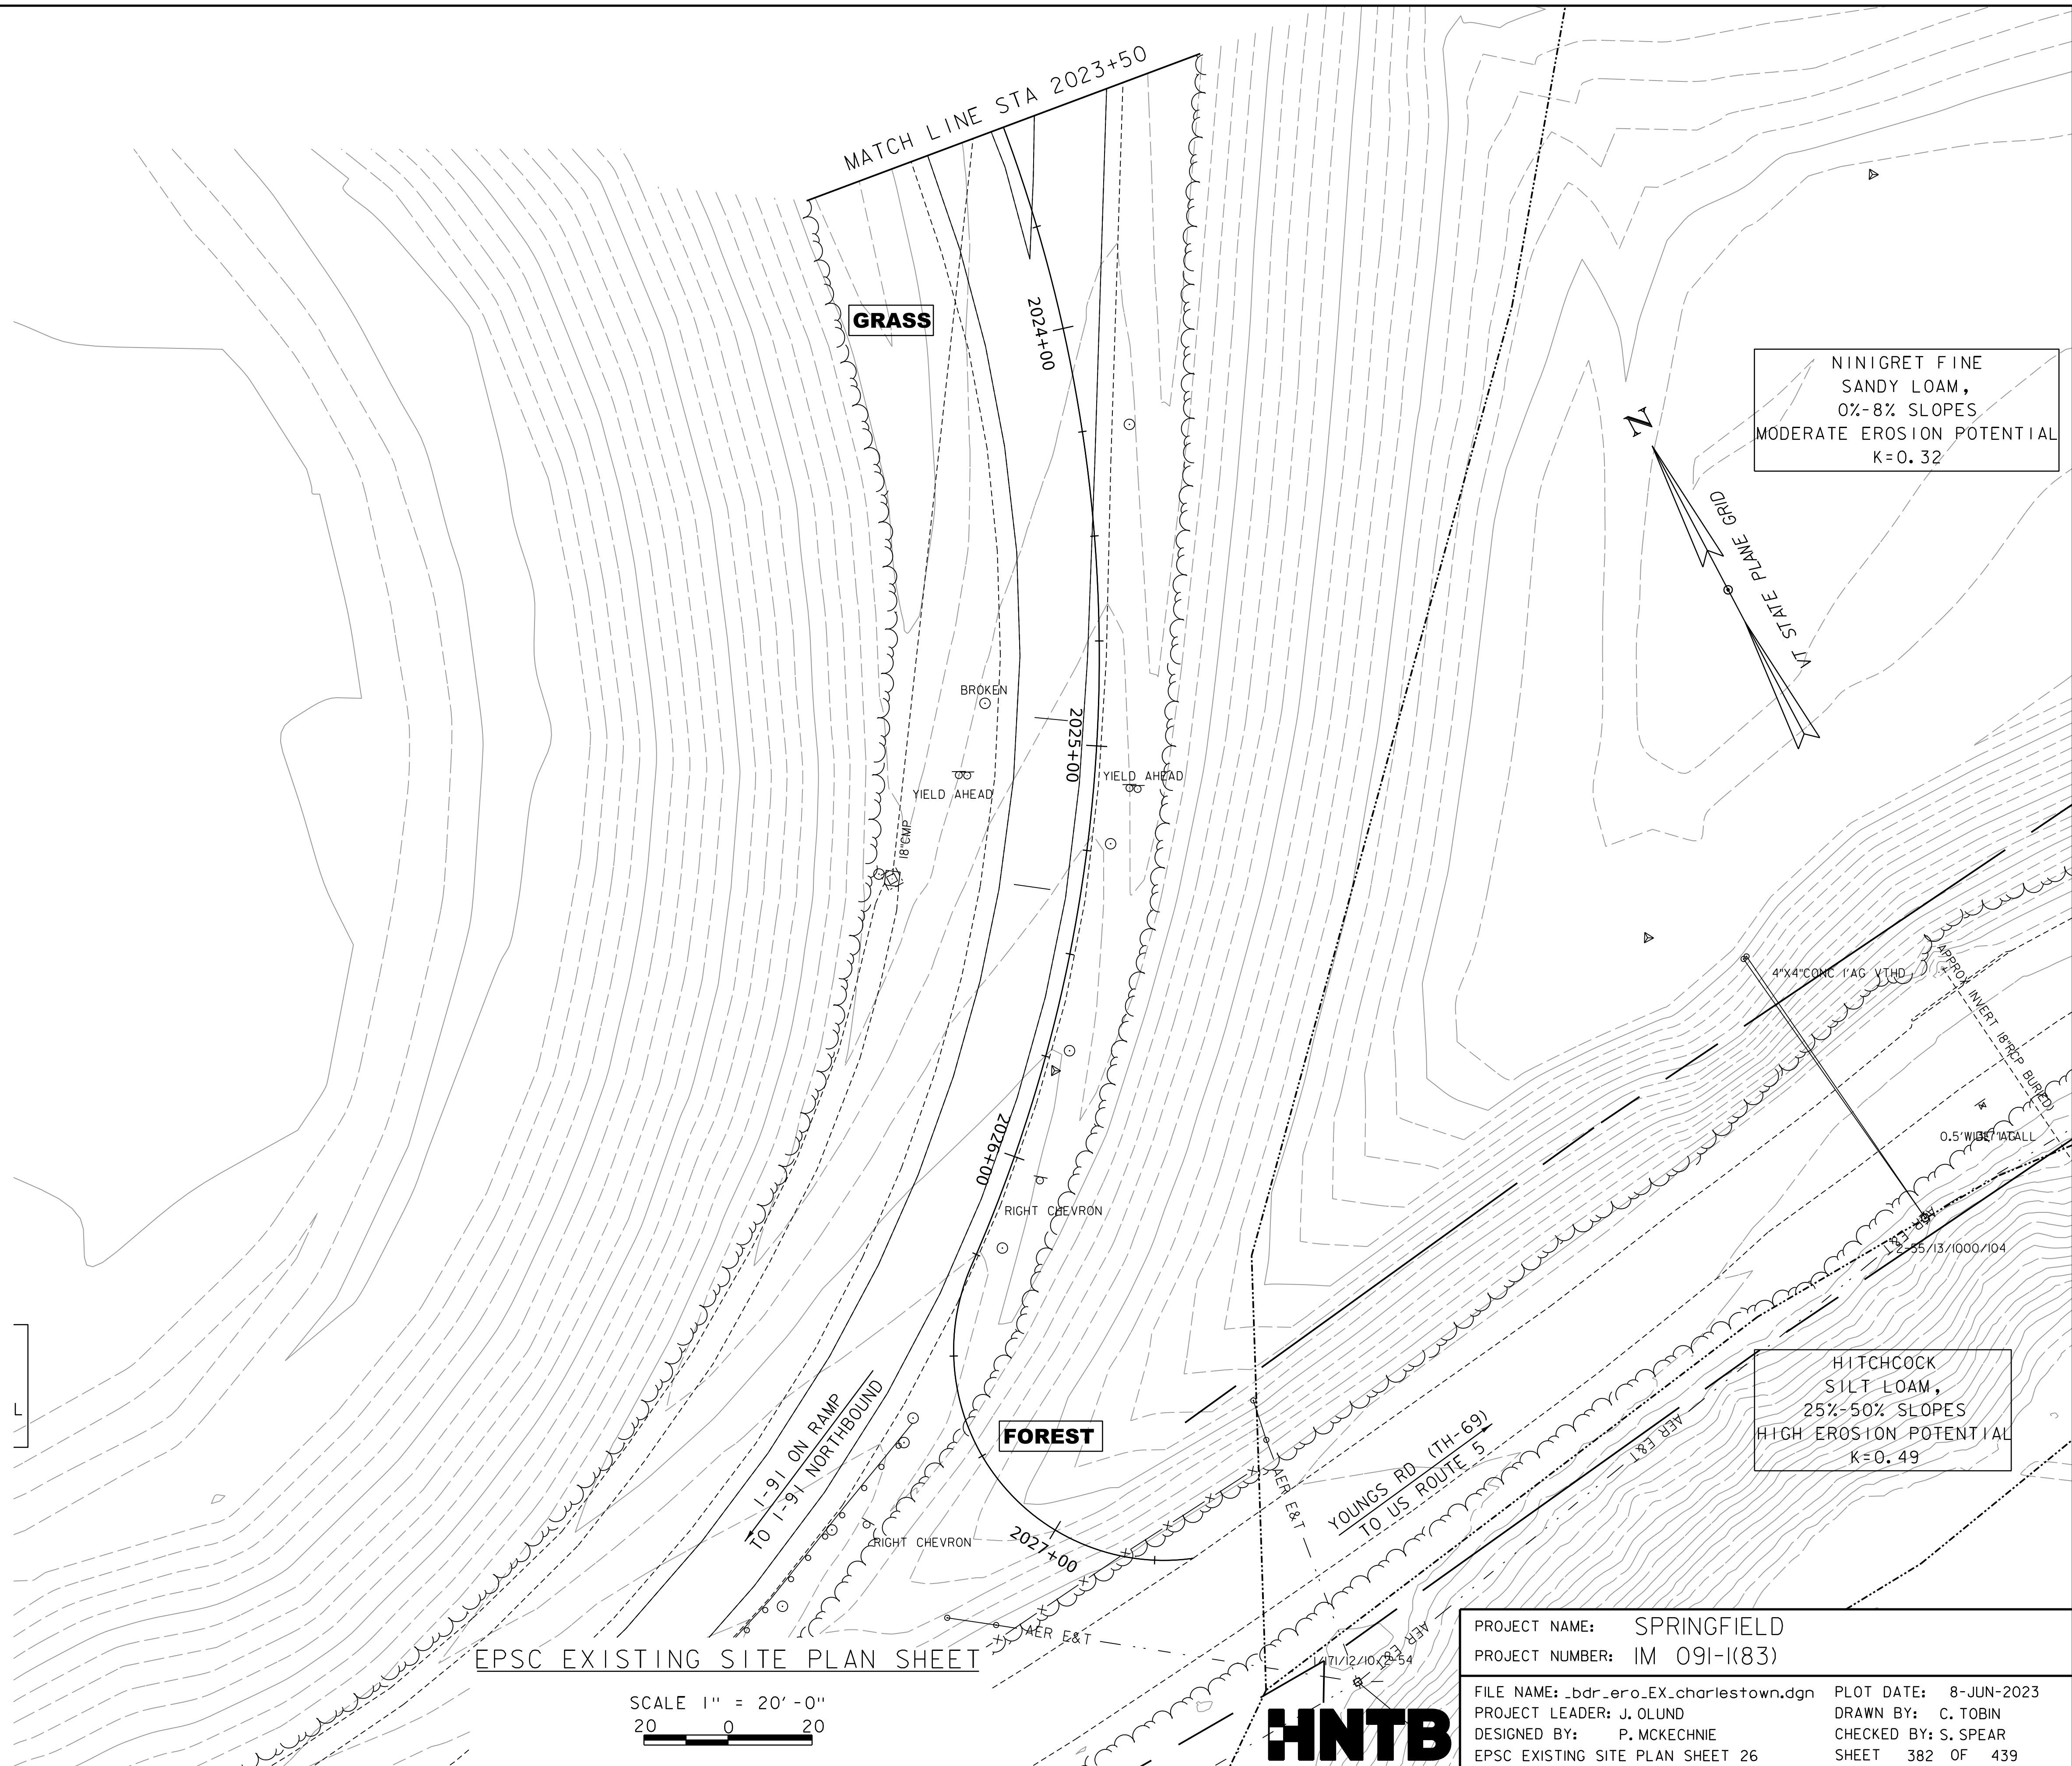 MATCH LINE STA 2023+50
GRASS
2024+00
NINIGRET FINE
SANDY LOAM,
0%-8% SLOPES
MODERATE EROSION POTENTIAL
K=0.32
N
VT STATE PLANE GRID
BROKEN
2025+00
YIELD AHEAD
YIELD AHEAD
18"CMP
4"X4"CONC 1'AG VTHD
APPROX INVERT 18"RCP BURIED
2026+00
RIGHT CHEVRON
AER E&T
2-55/13/1000/104
HITCHCOCK
SILT LOAM,
25%-50% SLOPES
HIGH EROSION POTENTIAL
K=0.49
L
I-91 ON RAMP
TO I-91 NORTHBOUND
FOREST
YOUNGS RD (TH-69)
TO US ROUTE 5
AER E&T
AER E&T
RIGHT CHEVRON
2027+00
AER E&T
AER E&T
EPSC EXISTING SITE PLAN SHEET
SCALE 1" = 20'-0"
20 0 20
HNTB
PROJECT NAME: SPRINGFIELD
PROJECT NUMBER: IM 091-1(83)
FILE NAME: _bdr_ero_EX_charlestown.dgn PLOT DATE: 8-JUN-2023
PROJECT LEADER: J. OLUND DRAWN BY: C. TOBIN
DESIGNED BY: P. MCKECHNIE CHECKED BY: S. SPEAR
EPSC EXISTING SITE PLAN SHEET 26 SHEET 382 OF 439